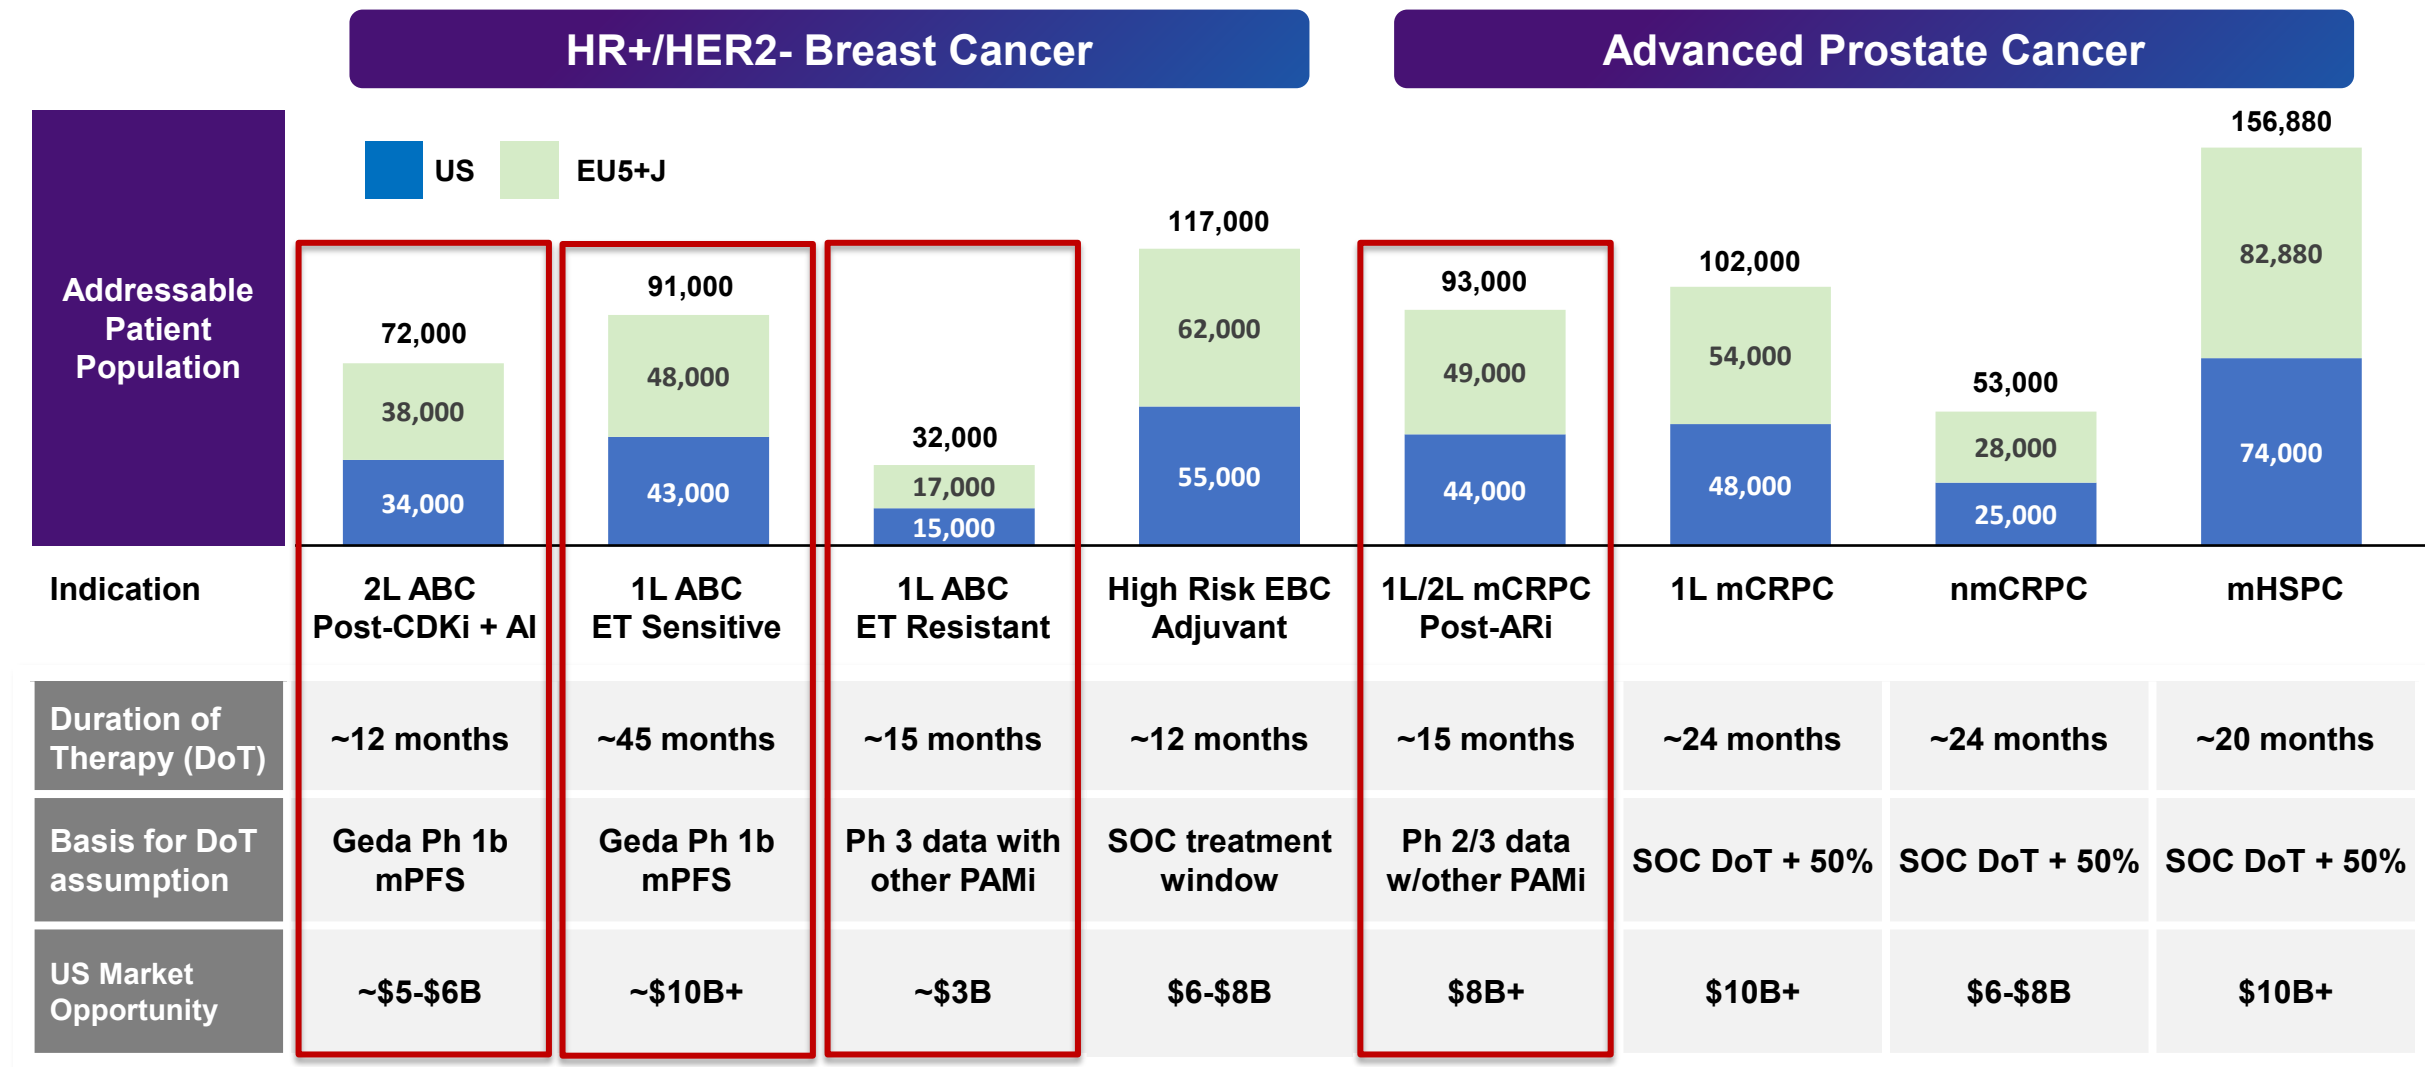 HR+/HER2- Breast Cancer
Advanced Prostate Cancer
US
EU5+J
Addressable
Patient
Population
72,000
38,000
34,000
91,000
48,000
43,000
32,000
17,000
15,000
117,000
62,000
55,000
93,000
49,000
44,000
102,000
54,000
48,000
53,000
28,000
25,000
156,880
82,880
74,000
Indication
2L ABC
Post-CDKi + AI
1L ABC
ET Sensitive
1L ABC
ET Resistant
High Risk EBC
Adjuvant
1L/2L mCRPC
Post-ARi
1L mCRPC
nmCRPC
mHSPC
Duration of
Therapy (DoT)
~12 months
~45 months
~15 months
~12 months
~15 months
~24 months
~24 months
~20 months
Basis for DoT
assumption
Geda Ph 1b
mPFS
Geda Ph 1b
mPFS
Ph 3 data with
other PAMi
SOC treatment
window
Ph 2/3 data
w/other PAMi
SOC DoT + 50%
SOC DoT + 50%
SOC DoT + 50%
US Market
Opportunity
~$5-$6B
~$10B+
~$3B
$6-$8B
$8B+
$10B+
$6-$8B
$10B+